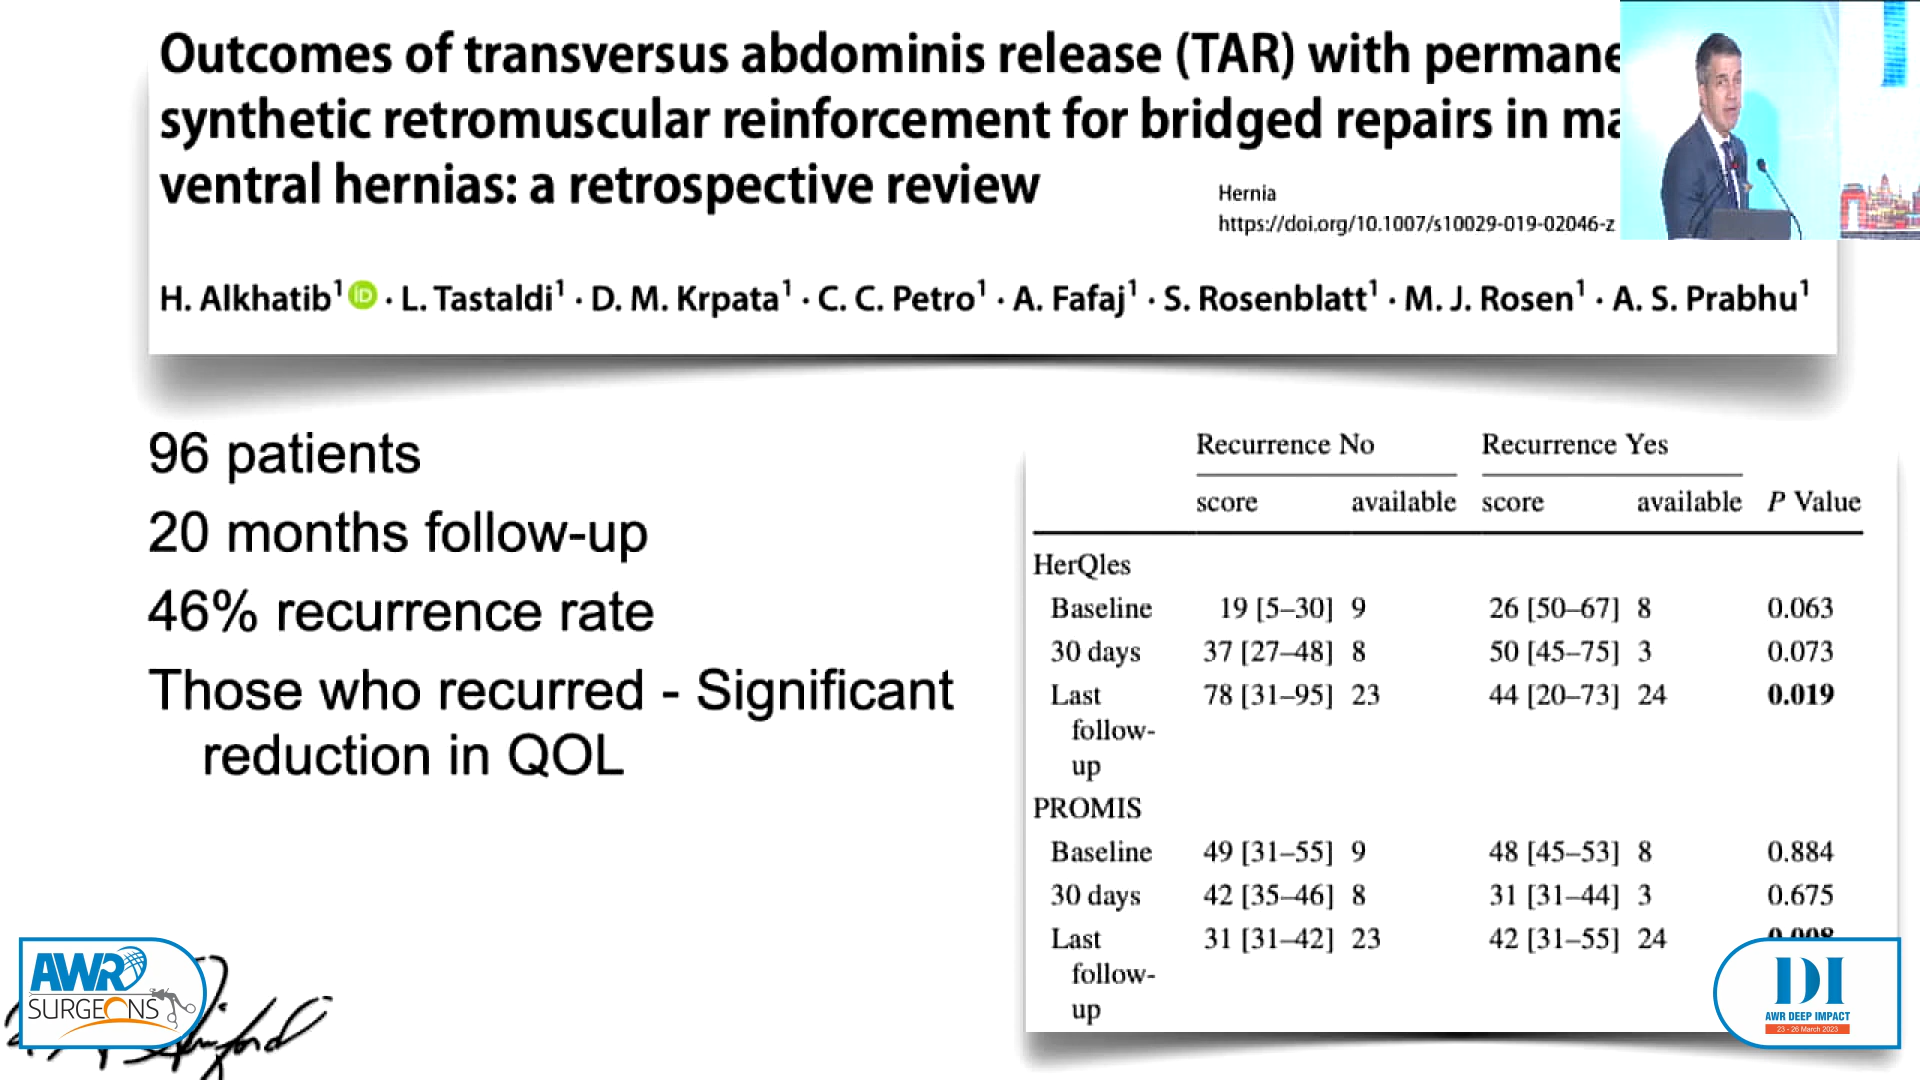 Outcomes of transversus abdominis release (TAR) with permane
synthetic retromuscular reinforcement for bridged repairs in ma
ventral hernias: a retrospective review
Hernia
https://doi.org/10.1007/s10029-019-02046-z
H. Alkhatib1 iD · L. Tastaldi1 · D. M. Krpata1 · C. C. Petro1 · A. Fafaj1 · S. Rosenblatt1 · M. J. Rosen1 · A. S. Prabhu1
96 patients
20 months follow-up
46% recurrence rate
Those who recurred - Significant
reduction in QOL
Recurrence No Recurrence Yes
score available score available P Value
HerQles
Baseline 19 [5–30] 9 26 [50–67] 8 0.063
30 days 37 [27–48] 8 50 [45–75] 3 0.073
Last 78 [31–95] 23 44 [20–73] 24 0.019
follow-
up
PROMIS
Baseline 49 [31–55] 9 48 [45–53] 8 0.884
30 days 42 [35–46] 8 31 [31–44] 3 0.675
Last 31 [31–42] 23 42 [31–55] 24
follow-
up
AWR
SURGEONS
DI
AWR DEEP IMPACT
23 - 26 March 2023